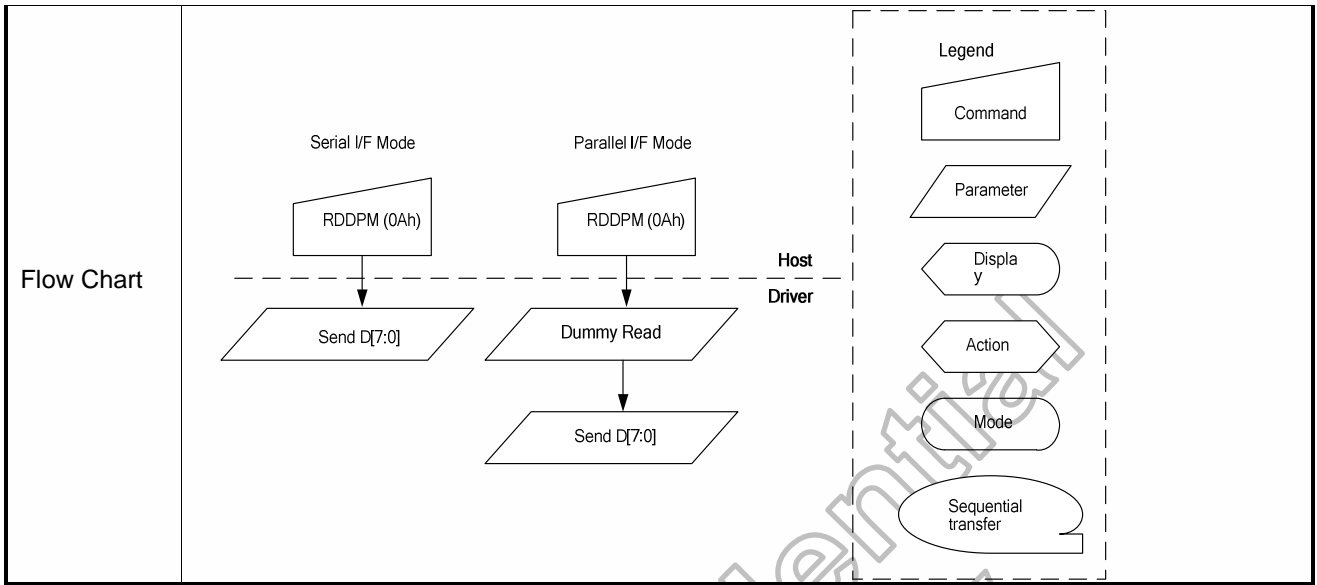 Flow Chart
Serial I/F Mode
RDDPM (0Ah)
Send D[7:0]
Parallel I/F Mode
RDDPM (0Ah)
Dummy Read
Send D[7:0]
Host
Driver
Legend
Command
Parameter
Displa
y
Action
Mode
Sequential
transfer